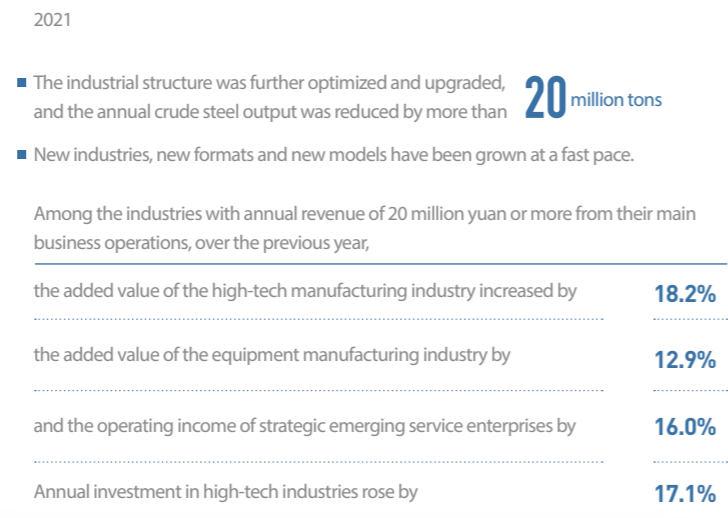 2021
The industrial structure was further optimized and upgraded,
and the annual crude steel output was reduced by more than 20 million tons
New industries, new formats and new models have been grown at a fast pace.
Among the industries with annual revenue of 20 million yuan or more from their main
business operations, over the previous year,
the added value of the high-tech manufacturing industry increased by 18.2%
the added value of the equipment manufacturing industry by 12.9%
and the operating income of strategic emerging service enterprises by 16.0%
Annual investment in high-tech industries rose by 17.1%